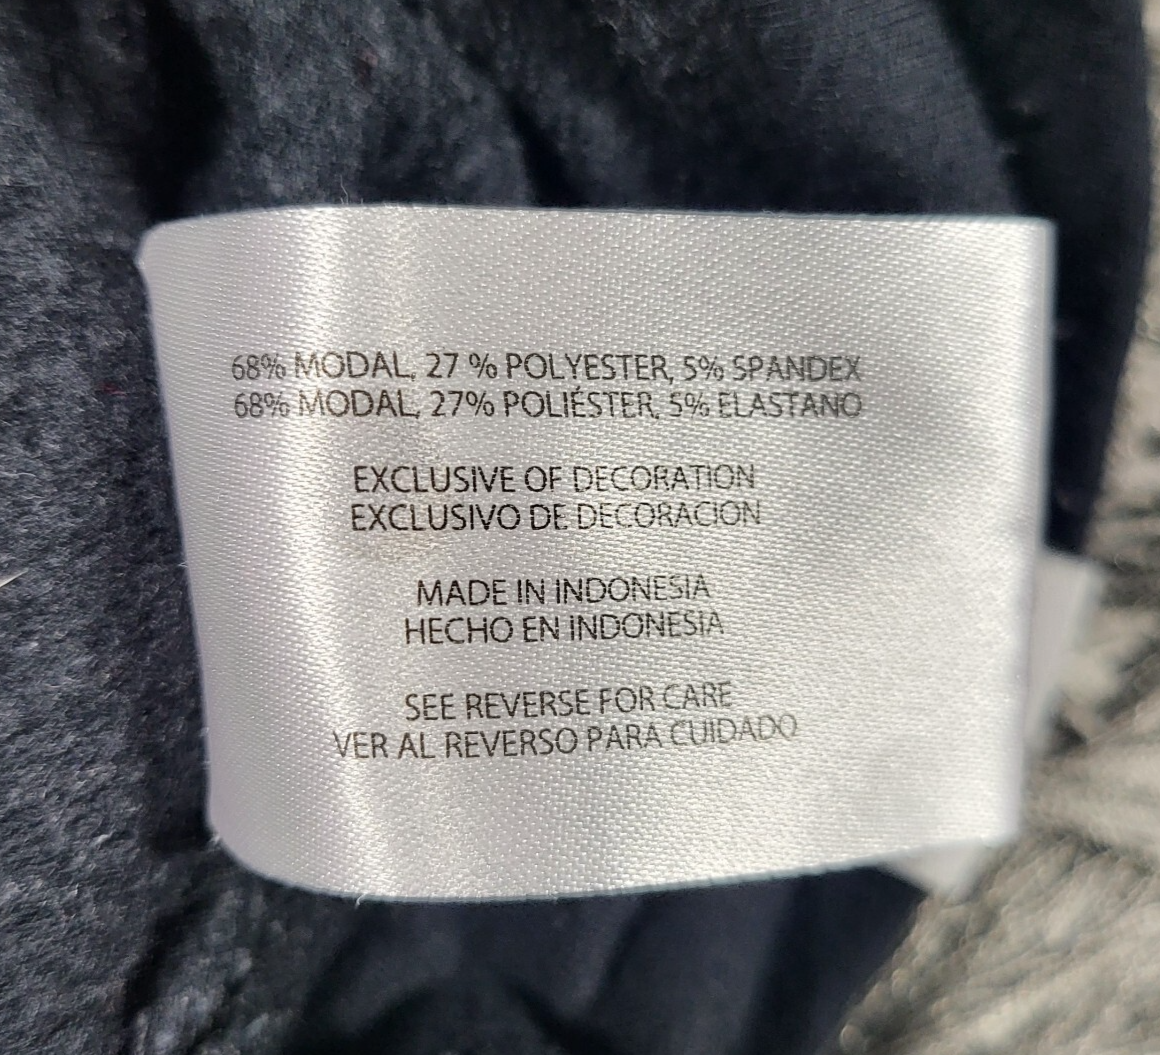 68% MODAL, 27 % POLYESTER, 5% SPANDEX
68% MODAL, 27% POLIÉSTER, 5% ELASTANO
EXCLUSIVE OF DECORATION
EXCLUSIVO DE DECORACION
MADE IN INDONESIA
HECHO EN INDONESIA
SEE REVERSE FOR CARE
VER AL REVERSO PARA CUIDADO